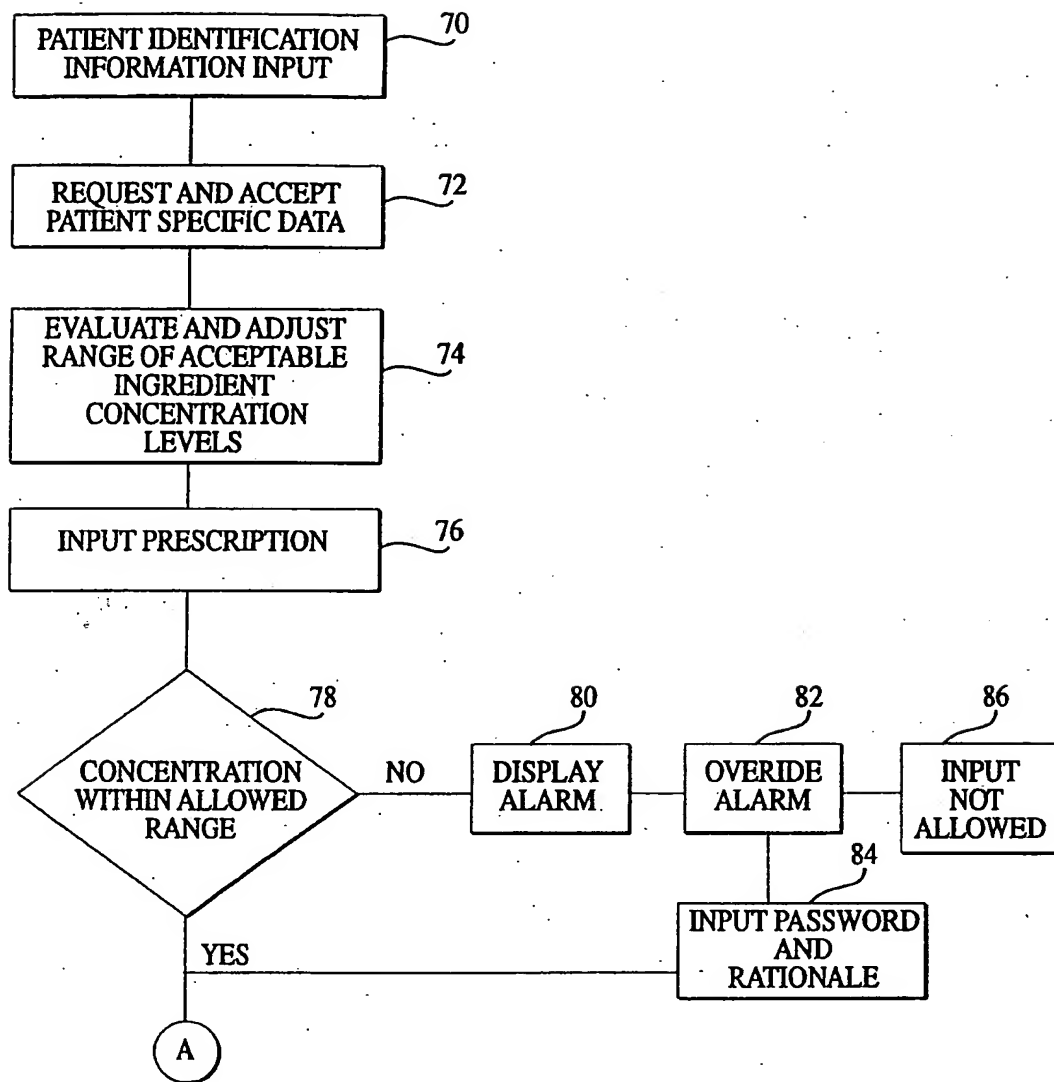 70
PATIENT IDENTIFICATION
INFORMATION INPUT
72
REQUEST AND ACCEPT
PATIENT SPECIFIC DATA
74
EVALUATE AND ADJUST
RANGE OF ACCEPTABLE
INGREDIENT
CONCENTRATION
LEVELS
76
INPUT PRESCRIPTION
78
CONCENTRATION
WITHIN ALLOWED
RANGE
NO
80
DISPLAY
ALARM
82
OVERIDE
ALARM
86
INPUT
NOT
ALLOWED
84
INPUT PASSWORD
AND
RATIONALE
YES
A